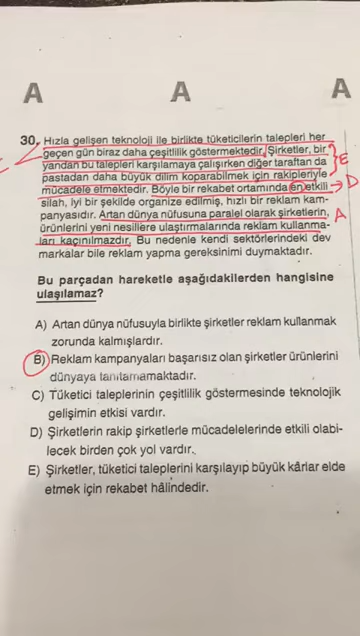 A A A
30. Hızla gelişen teknoloji ile birlikte tüketicilerin talepleri her
geçen gün biraz daha çeşitlilik göstermektedir. Şirketler, bir
yandan bu talepleri karşılamaya çalışırken diğer taraftan da
pastadan daha büyük dilim koparabilmek için rakipleriyle
E
mücadele etmektedir. Böyle bir rekabet ortamında en etkili
D
silah, iyi bir şekilde organize edilmiş, hızlı bir reklam kam-
panyasıdır. Artan dünya nüfusuna paralel olarak şirketlerin,
A
ürünlerini yeni nesillere ulaştırmalarında reklam kullanma-
ları kaçınılmazdır. Bu nedenle kendi sektörlerindeki dev
markalar bile reklam yapma gereksinimi duymaktadır.
Bu parçadan hareketle aşağıdakilerden hangisine
ulaşılamaz?
A) Artan dünya nüfusuyla birlikte şirketler reklam kullanmak
zorunda kalmışlardır.
B) Reklam kampanyaları başarısız olan şirketler ürünlerini
dünyaya tanıtamamaktadır.
C) Tüketici taleplerinin çeşitlilik göstermesinde teknolojik
gelişimin etkisi vardır.
D) Şirketlerin rakip şirketlerle mücadelelerinde etkili olabi-
lecek birden çok yol vardır.
E) Şirketler, tüketici taleplerini karşılayıp büyük kârlar elde
etmek için rekabet hâlindedir.